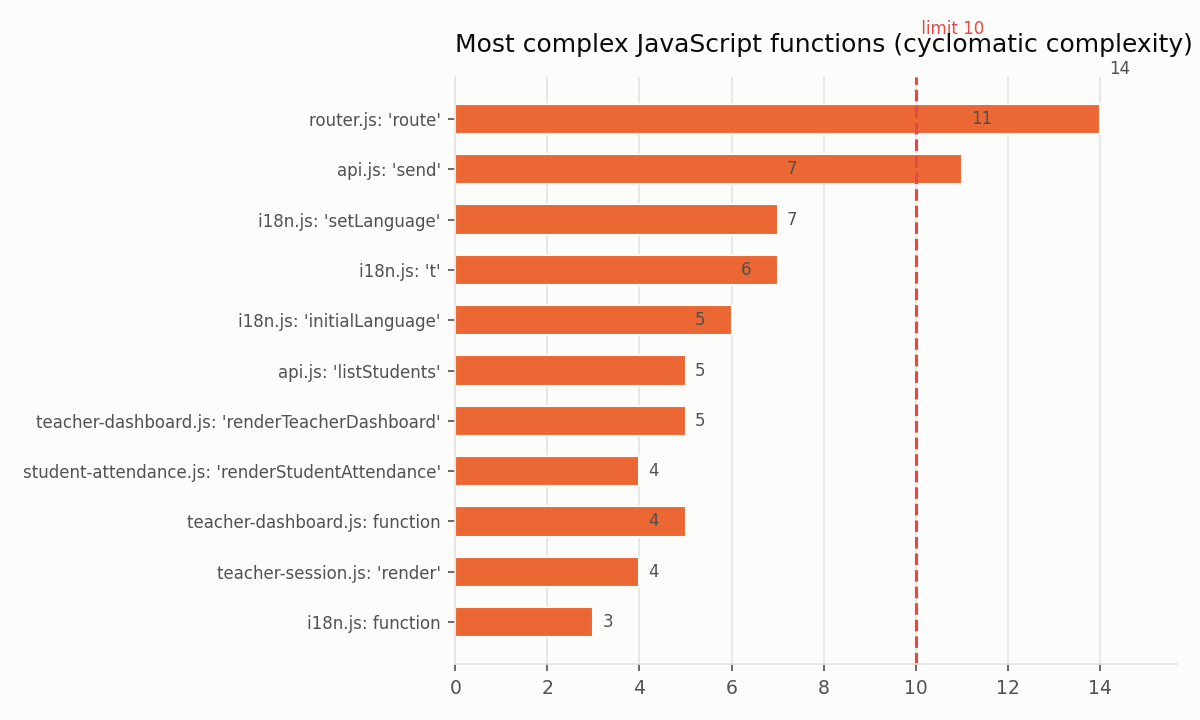 limit 10
Most complex JavaScript functions (cyclomatic complexity)
14
router.js: 'route' 11
api.js: 'send' 7
i18n.js: 'setLanguage' 7
i18n.js: 't' 6
i18n.js: 'initialLanguage' 5
api.js: 'listStudents' 5
teacher-dashboard.js: 'renderTeacherDashboard' 5
student-attendance.js: 'renderStudentAttendance' 4
teacher-dashboard.js: function 4
teacher-session.js: 'render' 4
i18n.js: function 3
0 2 4 6 8 10 12 14